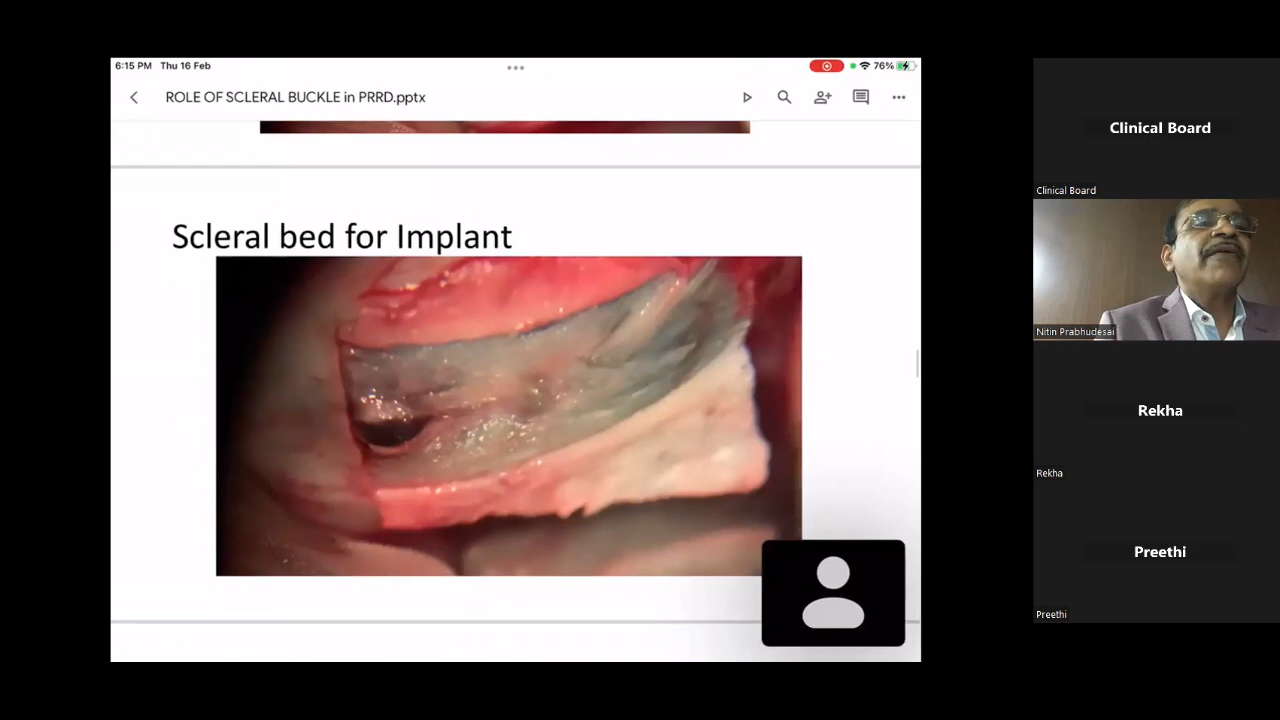 6:15 PM Thu 16 Feb
76%
ROLE OF SCLERAL BUCKLE in PRRD.pptx
Scleral bed for Implant
Clinical Board
Clinical Board
Nitin Prabhudesai
Rekha
Rekha
Preethi
Preethi